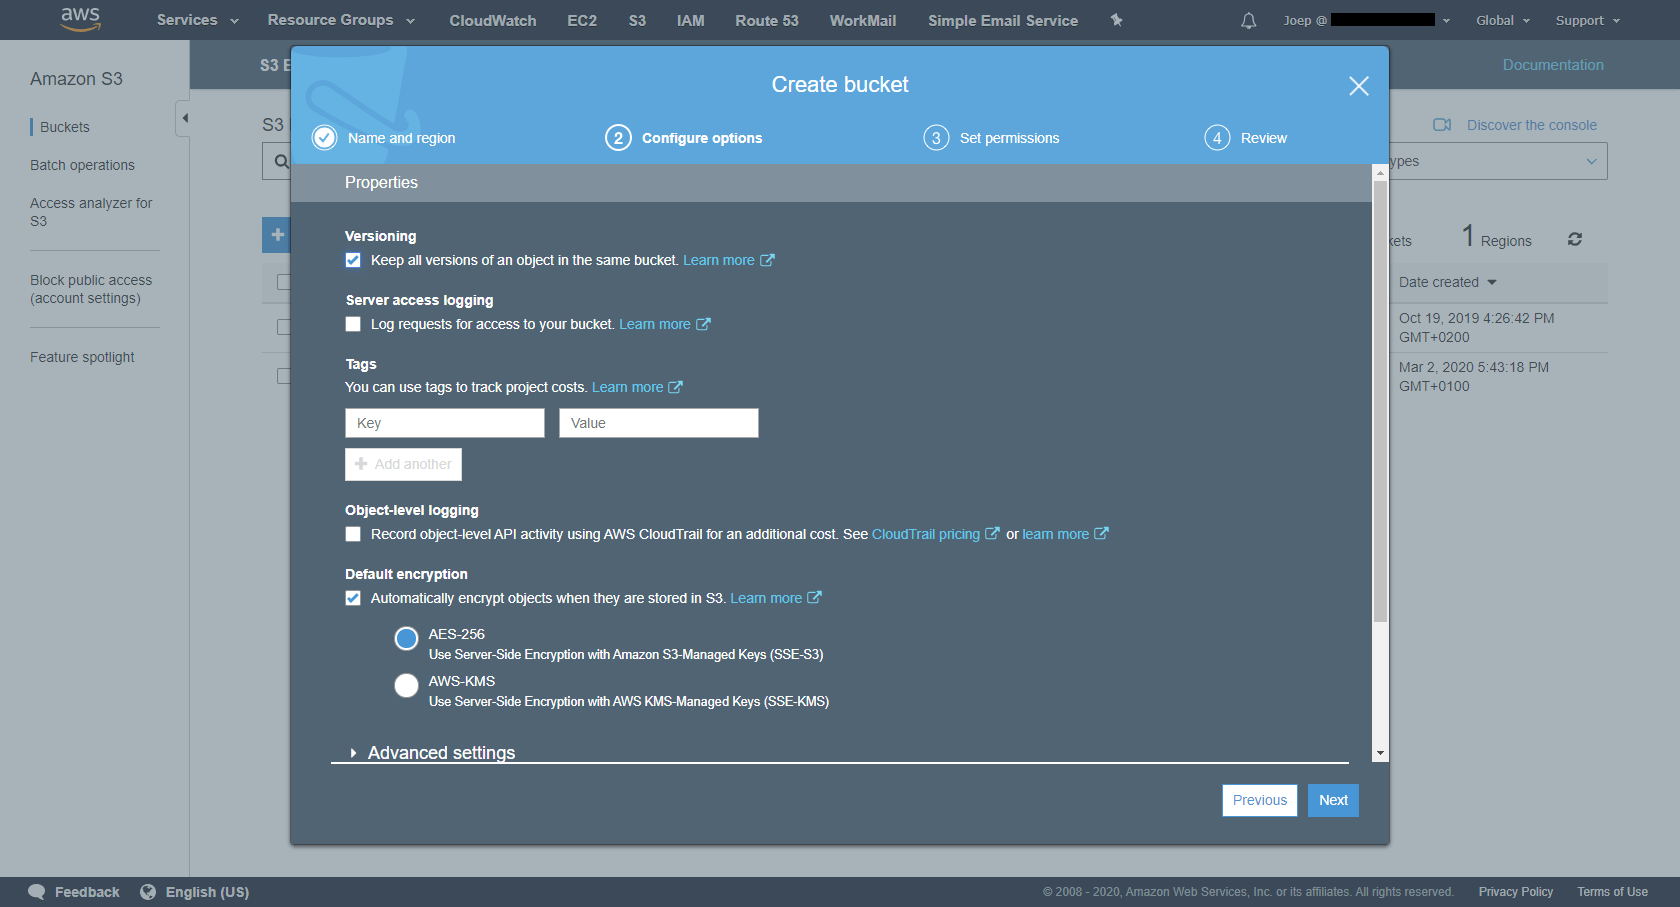 aws
Services
Resource Groups
CloudWatch
EC2
S3
IAM
Route 53
WorkMail
Simple Email Service
Joep @
Global
Support
Amazon S3
Buckets
Batch operations
Access analyzer for
S3
Block public access
(account settings)
Feature spotlight
S3
Documentation
S3
Discover the console
1 Regions
Date created
Oct 19, 2019 4:26:42 PM
GMT+0200
Mar 2, 2020 5:43:18 PM
GMT+0100
Create bucket
Name and region
2 Configure options
3 Set permissions
4 Review
Properties
Versioning
Keep all versions of an object in the same bucket. Learn more
Server access logging
Log requests for access to your bucket. Learn more
Tags
You can use tags to track project costs. Learn more
Key
Value
Add another
Object-level logging
Record object-level API activity using AWS CloudTrail for an additional cost. See CloudTrail pricing or learn more
Default encryption
Automatically encrypt objects when they are stored in S3. Learn more
AES-256
Use Server-Side Encryption with Amazon S3-Managed Keys (SSE-S3)
AWS-KMS
Use Server-Side Encryption with AWS KMS-Managed Keys (SSE-KMS)
Advanced settings
Previous
Next
Feedback
English (US)
© 2008 - 2020, Amazon Web Services, Inc. or its affiliates. All rights reserved.
Privacy Policy
Terms of Use